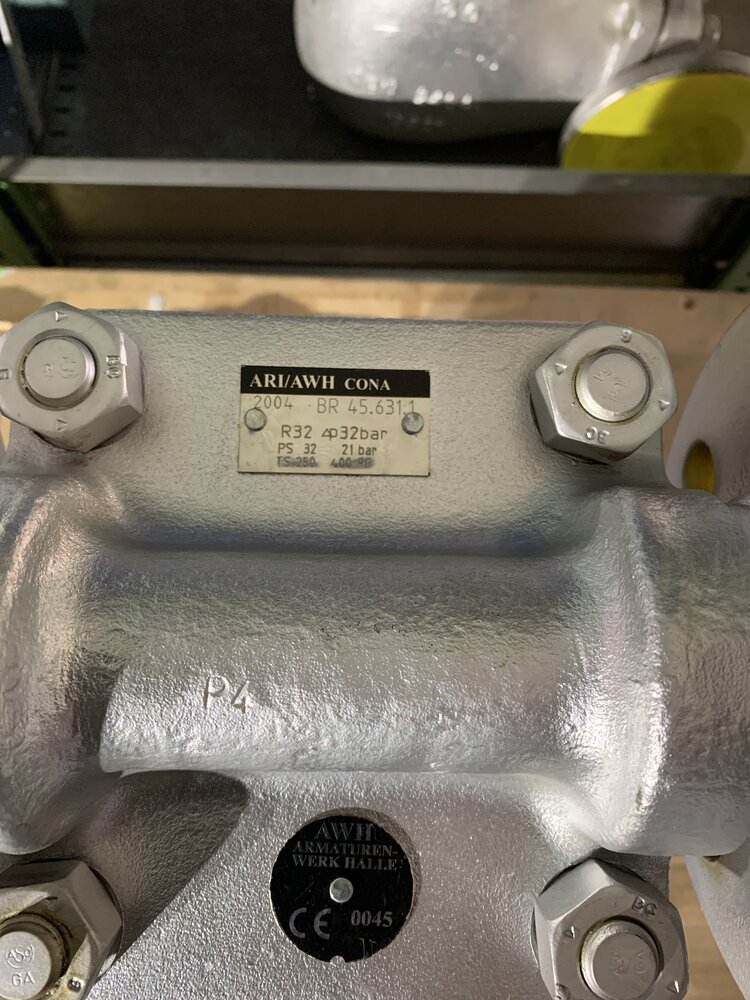 ARI/AWH CONA
2004 BR 45.631.1
R32 Δp32bar
PS 32 21 bar
TS 250 400 °C
P4
AWH
ARMATUREN-
WERK HALLE
CE 0045
GA